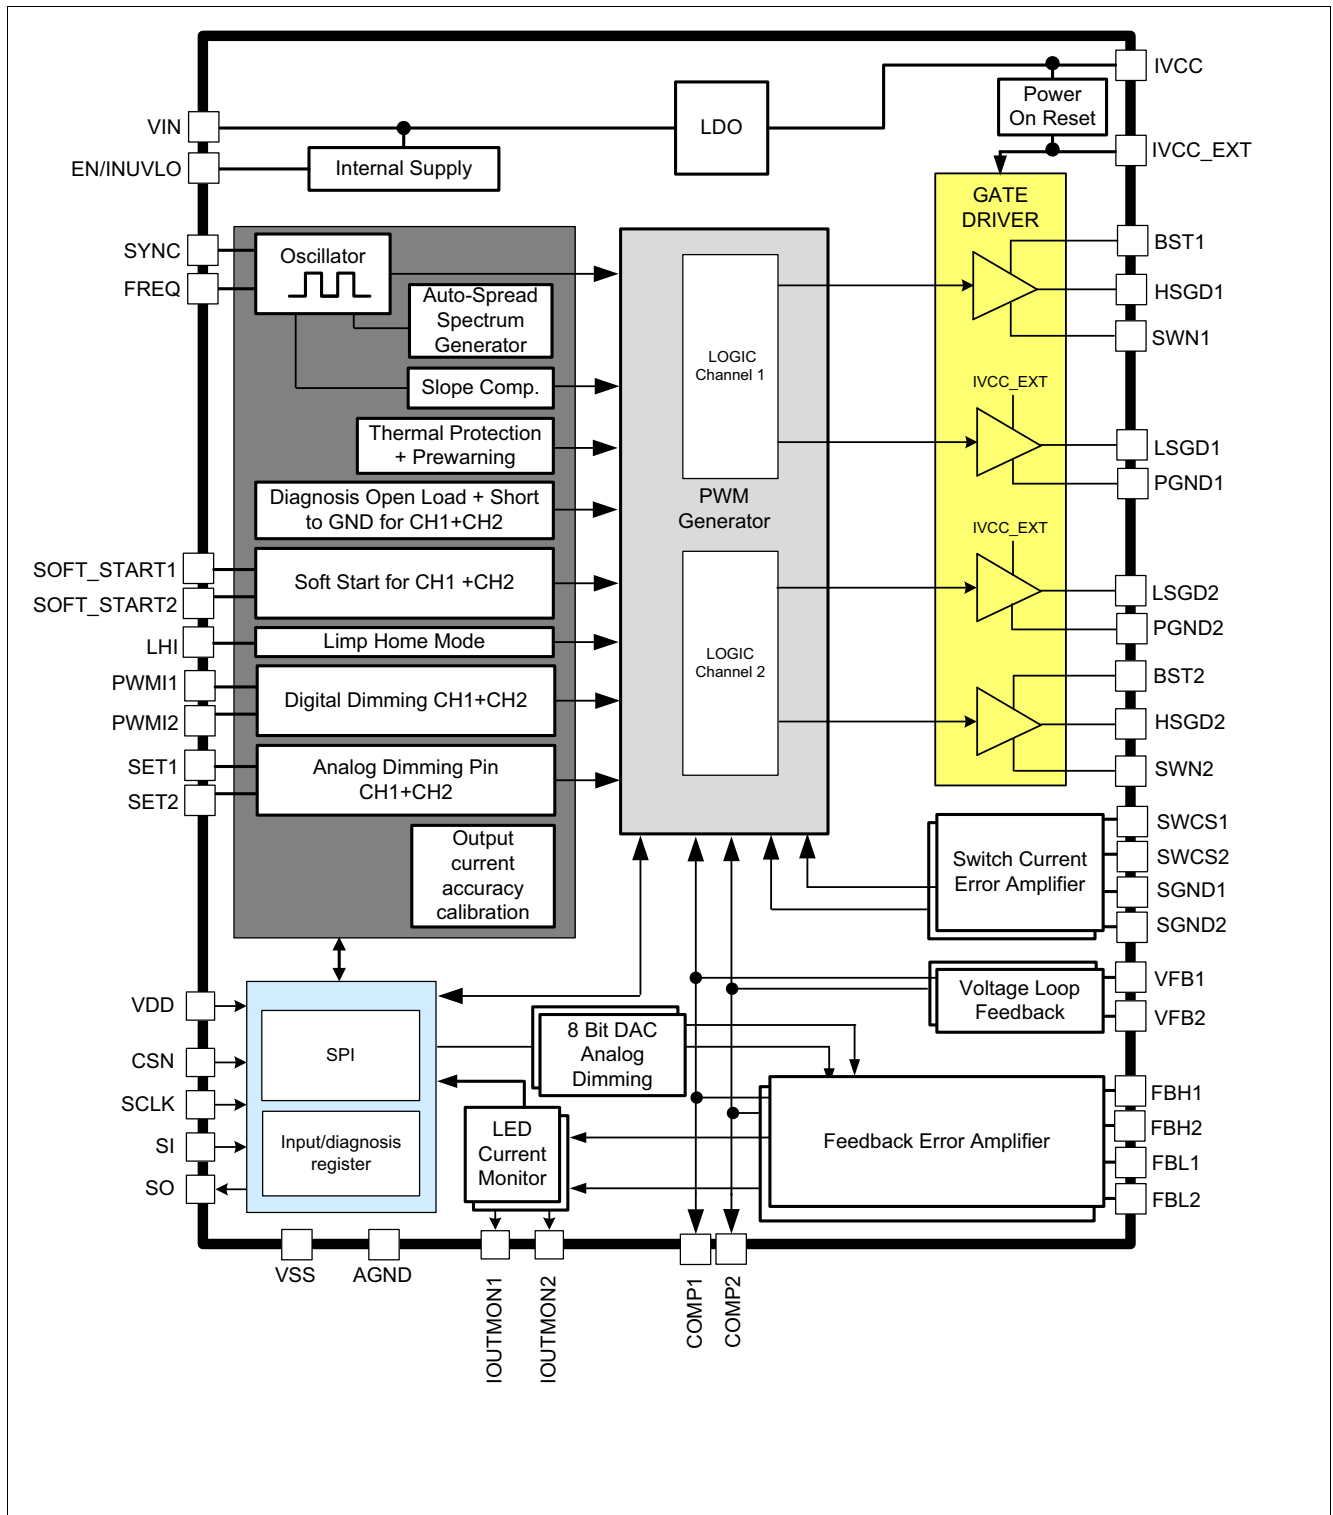 IVCC
Power
On Reset
LDO
VIN
IVCC_EXT
EN/INUVLO
Internal Supply
GATE
DRIVER
SYNC
Oscillator
FREQ
Auto-Spread
Spectrum
Generator
Slope Comp.
Thermal Protection
+ Prewarning
Diagnosis Open Load + Short
to GND for CH1+CH2
SOFT_START1
SOFT_START2
Soft Start for CH1 +CH2
LHI
Limp Home Mode
PWMI1
PWMI2
Digital Dimming CH1+CH2
SET1
SET2
Analog Dimming Pin
CH1+CH2
Output
current
accuracy
calibration
LOGIC
Channel 1
PWM
Generator
LOGIC
Channel 2
BST1
HSGD1
SWN1
IVCC_EXT
LSGD1
PGND1
IVCC_EXT
LSGD2
PGND2
BST2
HSGD2
SWN2
Switch Current
Error Amplifier
SWCS1
SWCS2
SGND1
SGND2
Voltage Loop
Feedback
VFB1
VFB2
VDD
CSN
SCLK
SI
SO
SPI
Input/diagnosis
register
8 Bit DAC
Analog
Dimming
LED
Current
Monitor
Feedback Error Amplifier
FBH1
FBH2
FBL1
FBL2
VSS
AGND
IOUTMON1
IOUTMON2
COMP1
COMP2